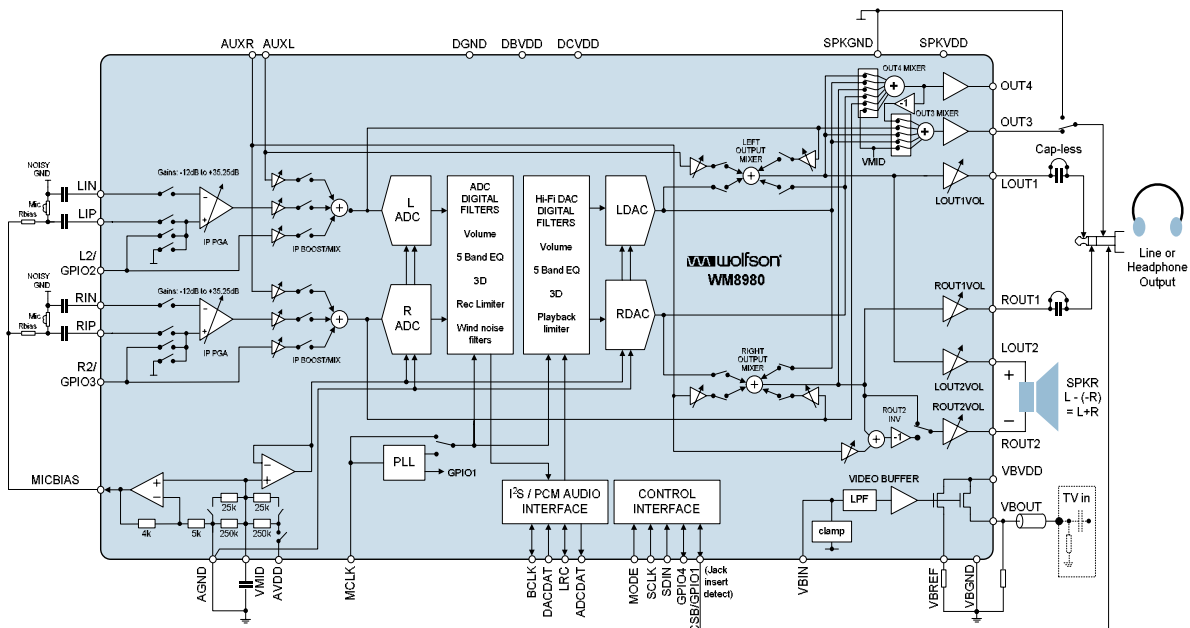 AUXR
AUXL
DGND
DBVDD
DCVDD
SPKGND
SPKVDD
OUT4 MIXER
+
OUT4
-1
OUT3 MIXER
+
OUT3
VMID
Cap-less
LEFT
OUTPUT
MIXER
+
LOUT1
LOUT1VOL
NOISY
GND
Mic
Rbias
LIN
LIP
L2/
GPIO2
Gains: -12dB to +35.25dB
-
+
IP PGA
+
IP BOOST/MIX
L
ADC
ADC
DIGITAL
FILTERS
Volume
5 Band EQ
3D
Rec Limiter
Wind noise
filters
Hi-Fi DAC
DIGITAL
FILTERS
Volume
5 Band EQ
3D
Playback
limiter
LDAC
wolfson
WM8980
Line or
Headphone
Output
NOISY
GND
Mic
Rbias
RIN
RIP
R2/
GPIO3
Gains: -12dB to +35.25dB
-
+
IP PGA
+
IP BOOST/MIX
R
ADC
RDAC
ROUT1VOL
ROUT1
RIGHT
OUTPUT
MIXER
+
LOUT2
LOUT2VOL
+
-
SPKR
L - (-R)
= L+R
ROUT2
INV
+
-1
ROUT2VOL
ROUT2
MICBIAS
-
+
+
-
4k
5k
25k
25k
250k
250k
PLL
GPIO1
I2S / PCM AUDIO
INTERFACE
CONTROL
INTERFACE
VIDEO BUFFER
LPF
clamp
VBVDD
VBOUT
TV in
AGND
VMID
AVDD
MCLK
BCLK
DACDAT
LRC
ADCDAT
MODE
SCLK
SDIN
GPIO4
CSB/GPIO1
(Jack
insert
detect)
VBIN
VBREF
VBGND